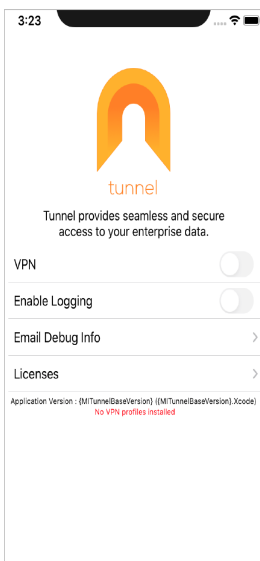 3:23
tunnel
Tunnel provides seamless and secure
access to your enterprise data.
VPN
Enable Logging
Email Debug Info
Licenses
Application Version : {MITunnelBaseVersion} ({MITunnelBaseVersion}.Xcode)
No VPN profiles installed